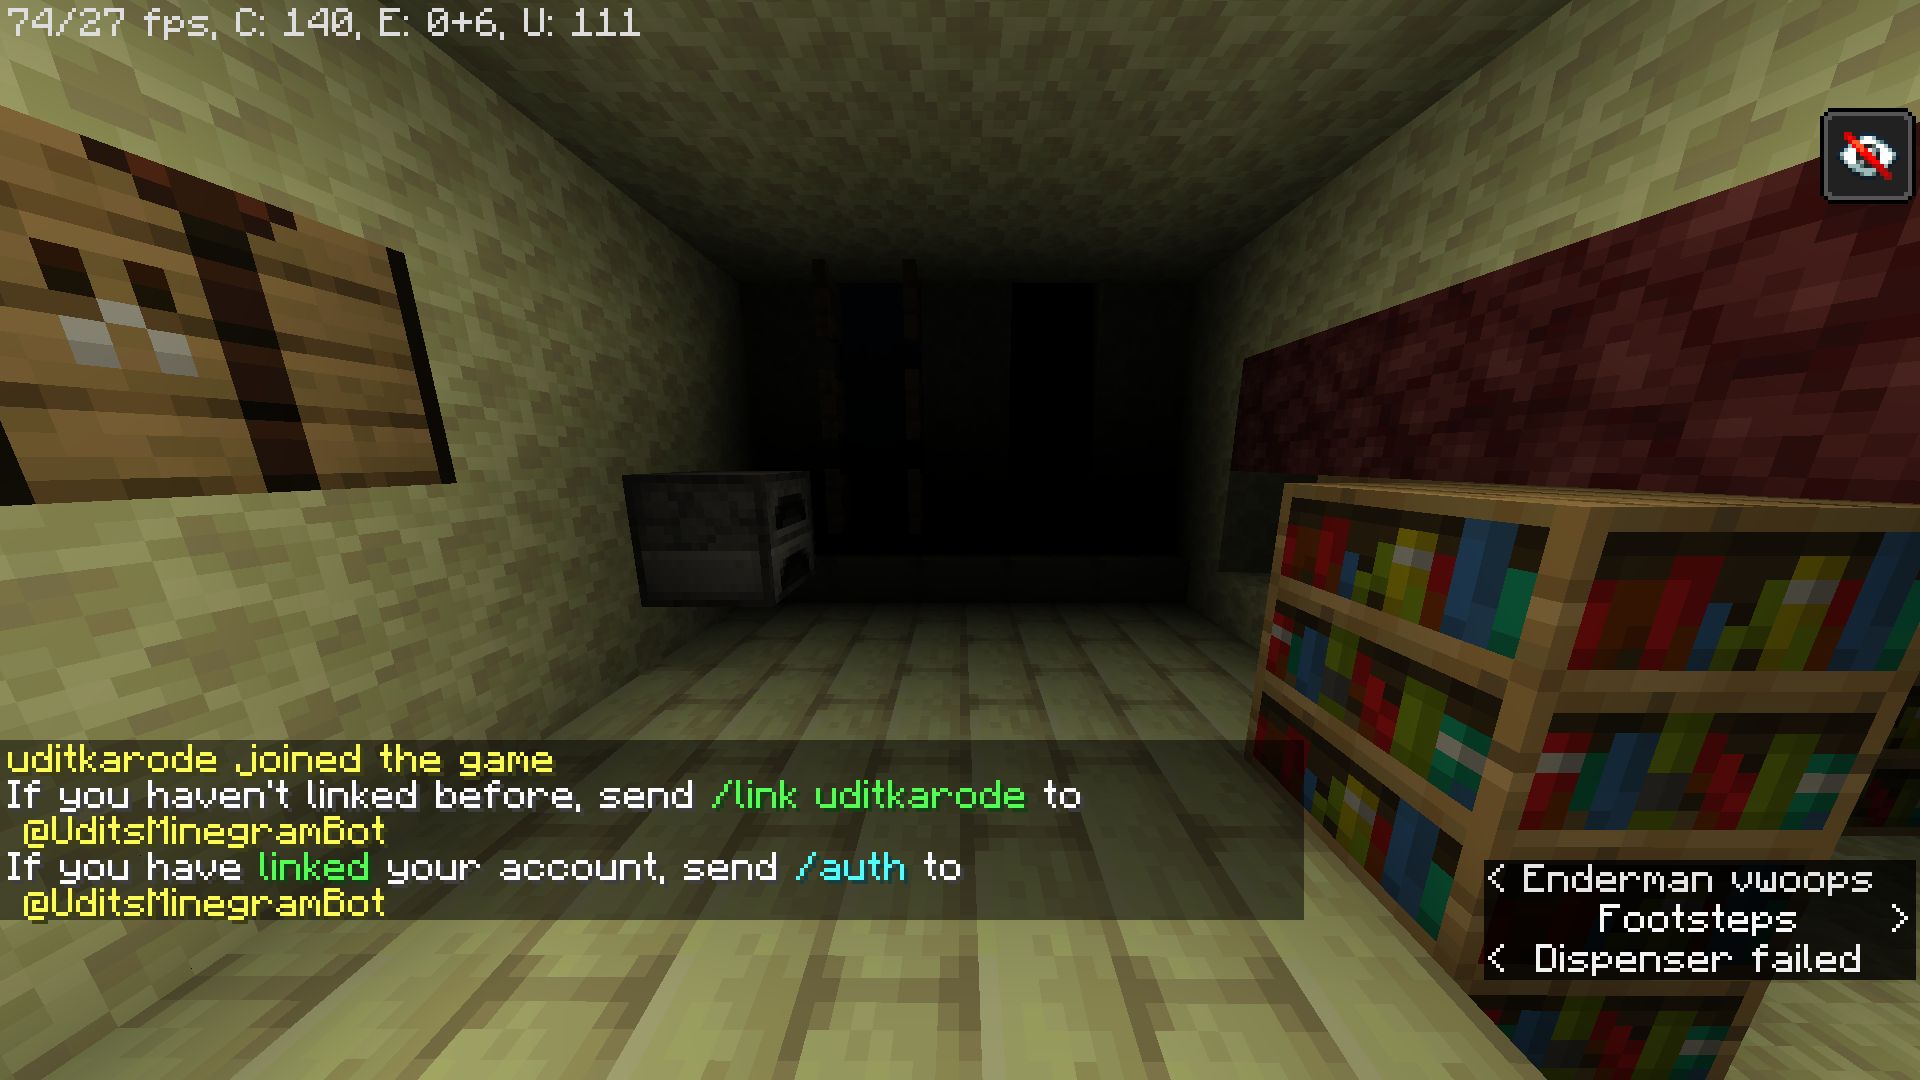 74/27 fps, C: 140, E: 0+6, U: 111
uditkarode joined the game
If you haven't linked before, send /link uditkarode to
@UditsMinegramBot
If you have linked your account, send /auth to
@UditsMinegramBot
< Enderman vwoops
Footsteps >
< Dispenser failed